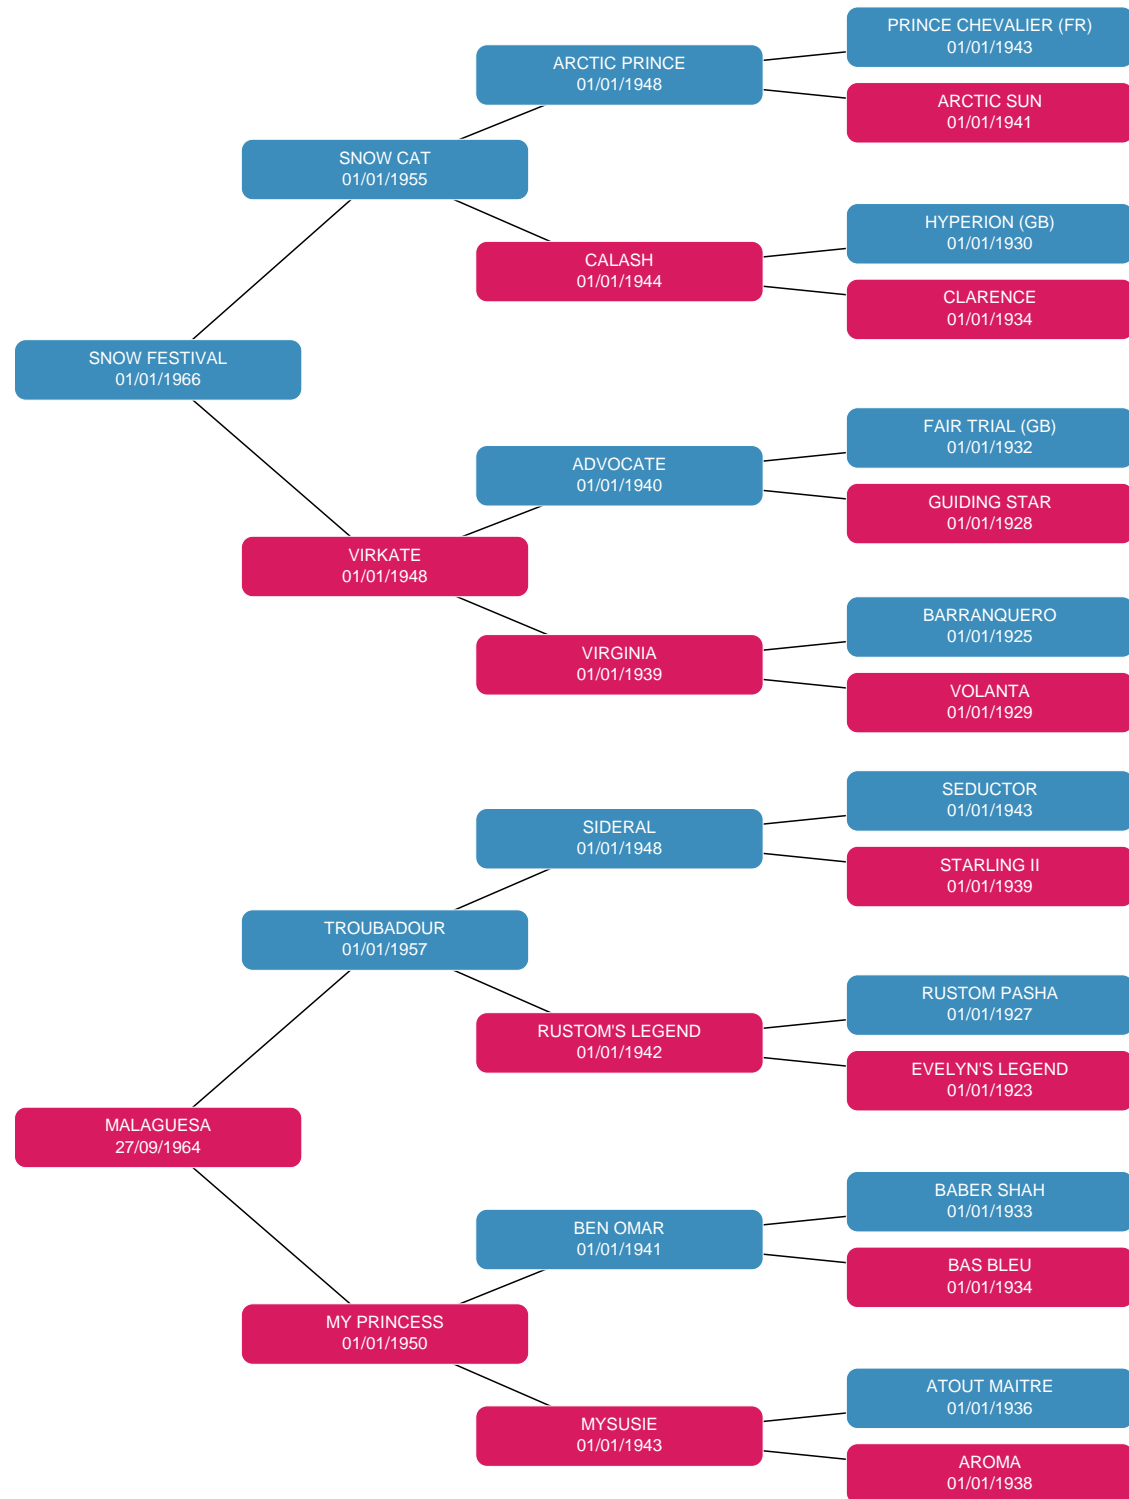 PRINCE CHEVALIER (FR)
01/01/1943
ARCTIC PRINCE
01/01/1948
ARCTIC SUN
01/01/1941
SNOW CAT
01/01/1955
HYPERION (GB)
01/01/1930
CALASH
01/01/1944
CLARENCE
01/01/1934
SNOW FESTIVAL
01/01/1966
FAIR TRIAL (GB)
01/01/1932
ADVOCATE
01/01/1940
GUIDING STAR
01/01/1928
VIRKATE
01/01/1948
BARRANQUERO
01/01/1925
VIRGINIA
01/01/1939
VOLANTA
01/01/1929
SEDUCTOR
01/01/1943
SIDERAL
01/01/1948
STARLING II
01/01/1939
TROUBADOUR
01/01/1957
RUSTOM PASHA
01/01/1927
RUSTOM'S LEGEND
01/01/1942
EVELYN'S LEGEND
01/01/1923
MALAGUESA
27/09/1964
BABER SHAH
01/01/1933
BEN OMAR
01/01/1941
BAS BLEU
01/01/1934
MY PRINCESS
01/01/1950
ATOUT MAITRE
01/01/1936
MYSUSIE
01/01/1943
AROMA
01/01/1938